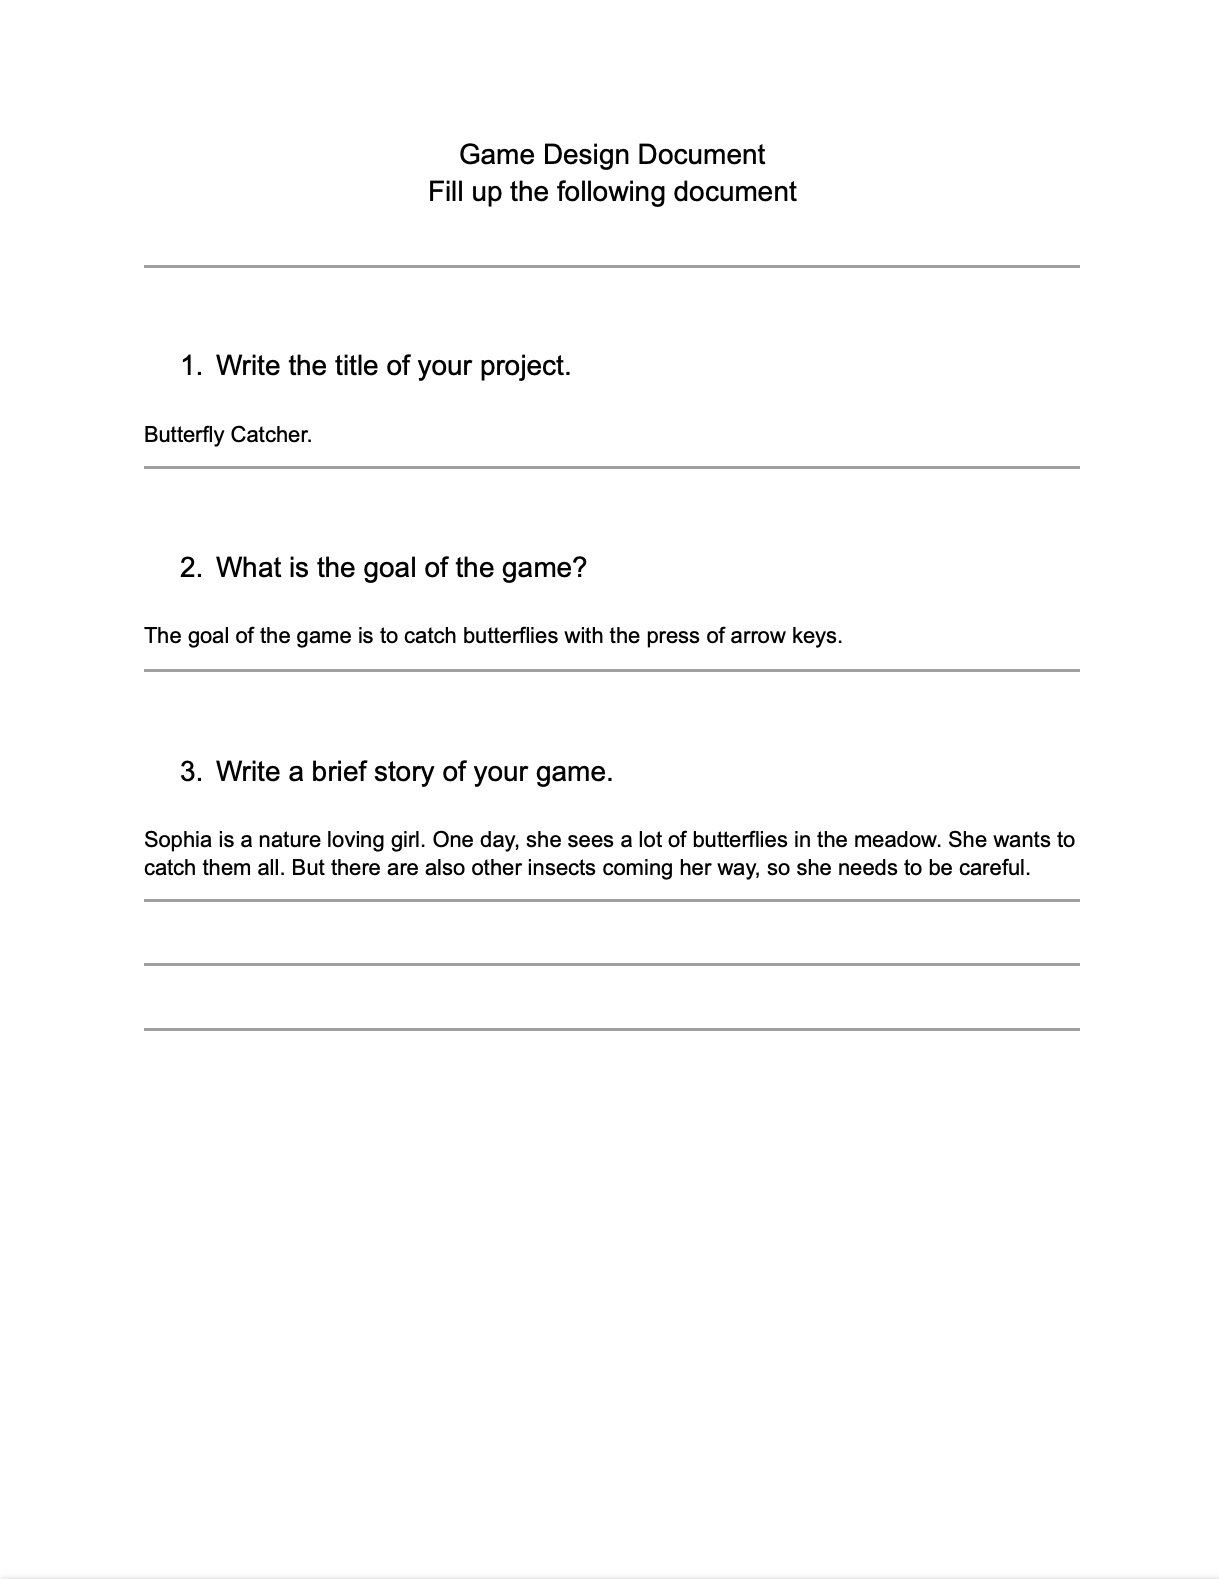 Game Design Document
Fill up the following document
1. Write the title of your project.
Butterfly Catcher.
2. What is the goal of the game?
The goal of the game is to catch butterflies with the press of arrow keys.
3. Write a brief story of your game.
Sophia is a nature loving girl. One day, she sees a lot of butterflies in the meadow. She wants to
catch them all. But there are also other insects coming her way, so she needs to be careful.